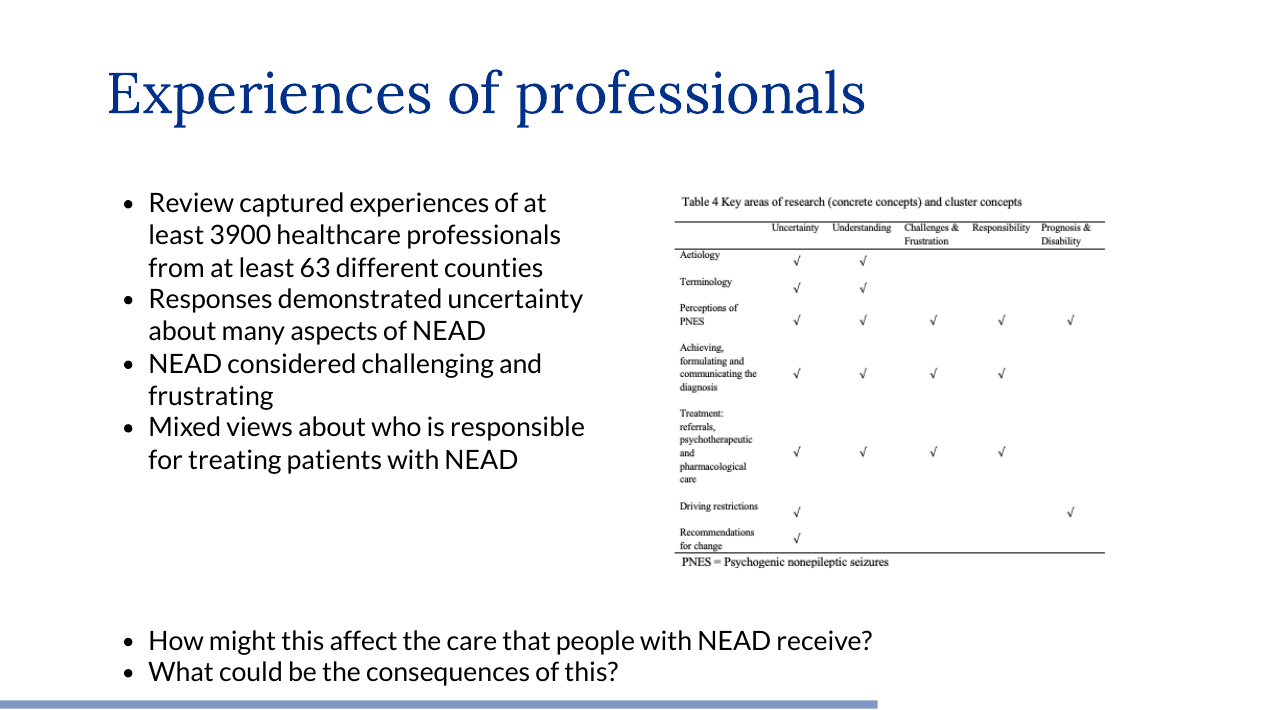 Experiences of professionals
• Review captured experiences of at
least 3900 healthcare professionals
from at least 63 different counties
• Responses demonstrated uncertainty
about many aspects of NEAD
• NEAD considered challenging and
frustrating
• Mixed views about who is responsible
for treating patients with NEAD
Table 4 Key areas of research (concrete concepts) and cluster concepts
Uncertainty Understanding Challenges & Responsibility Prognosis &
Frustration Disability
Aetiology √ √
Terminology √ √
Perceptions of
PNES √ √ √ √ √
Achieving,
formulating and
communicating the √ √ √ √
diagnosis
Treatment:
referrals,
psychotherapeutic
and √ √ √ √
pharmacological
care
Driving restrictions √ √
Recommendations √
for change
PNES = Psychogenic nonepileptic seizures
• How might this affect the care that people with NEAD receive?
• What could be the consequences of this?